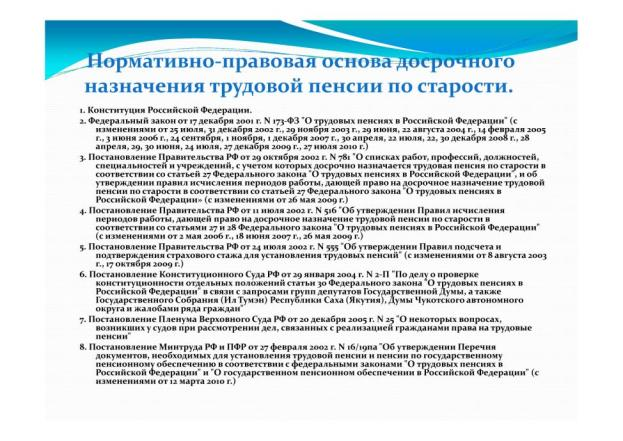 Нормативно-правовая основа досрочного
назначения трудовой пенсии по старости.
1. Конституция Российской Федерации.
2. Федеральный закон от 17 декабря 2001 г. N 173-ФЗ "О трудовых пенсиях в Российской Федерации" (с
изменениями от 25 июля, 31 декабря 2002 г., 29 ноября 2003 г., 29 июня, 22 августа 2004 г., 14 февраля 2005
г., 3 июня 2006 г., 24 сентября, 1 ноября, 1 декабря 2007 г., 30 апреля, 22 июля, 22, 30 декабря 2008 г., 28
апреля, 29, 30 июня, 24 июля, 27 декабря 2009 г., 27 июля 2010 г.)
3. Постановление Правительства РФ от 29 октября 2002 г. N 781 "О списках работ, профессий, должностей,
специальностей и учреждений, с учетом которых досрочно назначается трудовая пенсия по старости в
соответствии со статьей 27 Федерального закона "О трудовых пенсиях в Российской Федерации", и об
утверждении правил исчисления периодов работы, дающей право на досрочное назначение трудовой
пенсии по старости в соответствии со статьей 27 Федерального закона "О трудовых пенсиях в
Российской Федерации» (с изменениями от 26 мая 2009 г.)
4. Постановление Правительства РФ от 11 июля 2002 г. N 516 "Об утверждении Правил исчисления
периодов работы, дающей право на досрочное назначение трудовой пенсии по старости в
соответствии со статьями 27 и 28 Федерального закона "О трудовых пенсиях в Российской Федерации"
(с изменениями от 2 мая 2006 г., 18 июня 2007 г., 26 мая 2009 г.)
5. Постановление Правительства РФ от 24 июля 2002 г. N 555 "Об утверждении Правил подсчета и
подтверждения страхового стажа для установления трудовых пенсий" (с изменениями от 8 августа 2003
г., 17 октября 2009 г.)
6. Постановление Конституционного Суда РФ от 29 января 2004 г. N 2-П "По делу о проверке
конституционности отдельных положений статьи 30 Федерального закона "О трудовых пенсиях в
Российской Федерации" в связи с запросами групп депутатов Государственной Думы, а также
Государственного Собрания (Ил Тумэн) Республики Саха (Якутия), Думы Чукотского автономного
округа и жалобами ряда граждан"
7. Постановление Пленума Верховного Суда РФ от 20 декабря 2005 г. N 25 "О некоторых вопросах,
возникших у судов при рассмотрении дел, связанных с реализацией гражданами права на трудовые
пенсии"
8. Постановление Минтруда РФ и ПФР от 27 февраля 2002 г. N 16/19па "Об утверждении Перечня
документов, необходимых для установления трудовой пенсии и пенсии по государственному
пенсионному обеспечению в соответствии с федеральными законами "О трудовых пенсиях в
Российской Федерации" и "О государственном пенсионном обеспечении в Российской Федерации" (с
изменениями от 12 марта 2010 г.)